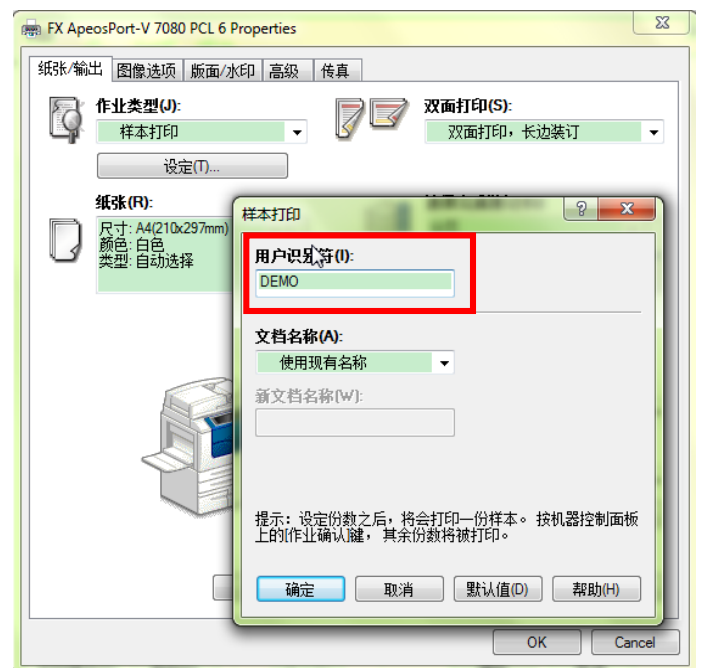 FX ApeosPort-V 7080 PCL 6 Properties
纸张/输出 图像选项 版面/水印 高级 传真
作业类型(J):
样本打印
双面打印(S):
双面打印，长边装订
设定(T)...
纸张(R):
尺寸: A4(210x297mm)
颜色: 白色
类型: 自动选择
样本打印
用户识别符(I):
DEMO
文档名称(A):
使用现有名称
新文档名称(W):
提示：设定份数之后，将会打印一份样本。 按机器控制面板
上的[作业确认]键，其余份数将被打印。
确定 取消 默认值(D) 帮助(H)
OK Cancel